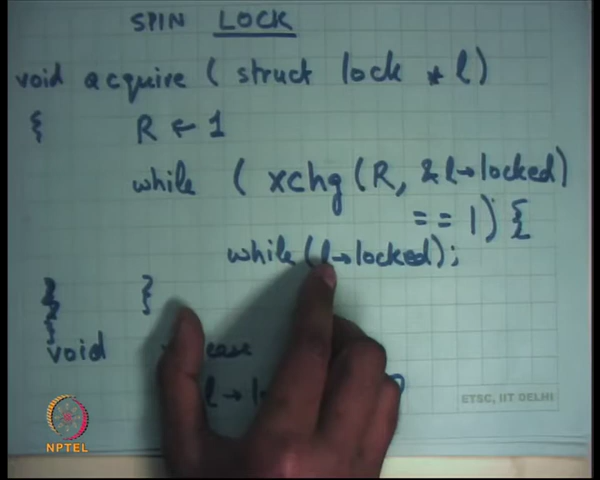 SPIN LOCK
void acquire ( struct lock * l)
{ R ← 1
while ( xchg (R, &l→locked)
== 1) {
while (l→locked);
}
}
void
l →
ETSC, IIT DELHI
NPTEL